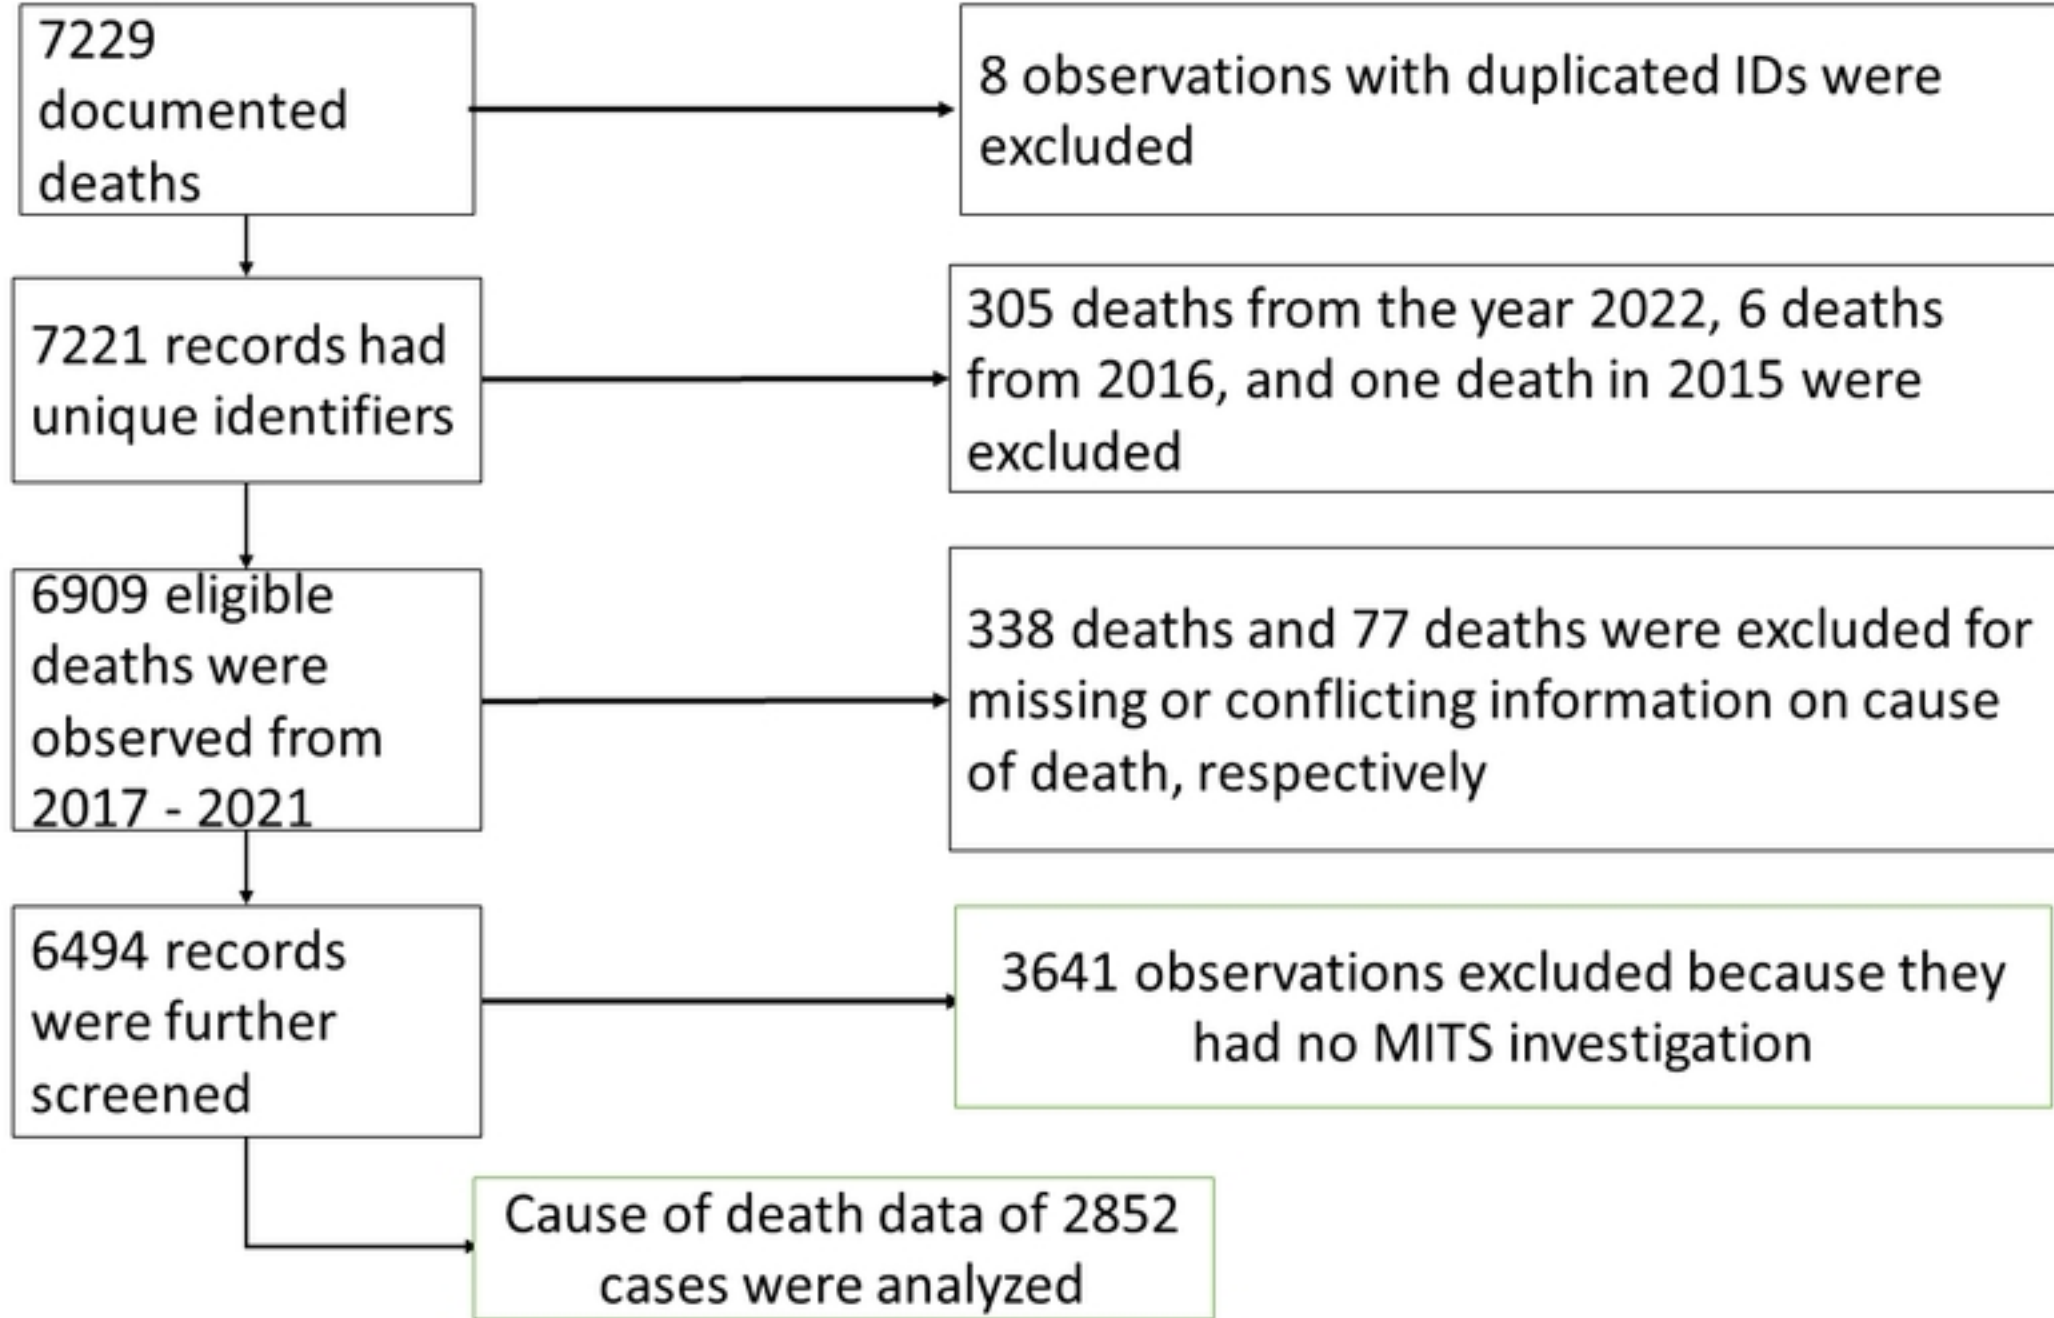 7229
documented
deaths
8 observations with duplicated IDs were
excluded
7221 records had
unique identifiers
305 deaths from the year 2022, 6 deaths
from 2016, and one death in 2015 were
excluded
6909 eligible
deaths were
observed from
2017 - 2021
338 deaths and 77 deaths were excluded for
missing or conflicting information on cause
of death, respectively
6494 records
were further
screened
3641 observations excluded because they
had no MITS investigation
Cause of death data of 2852
cases were analyzed